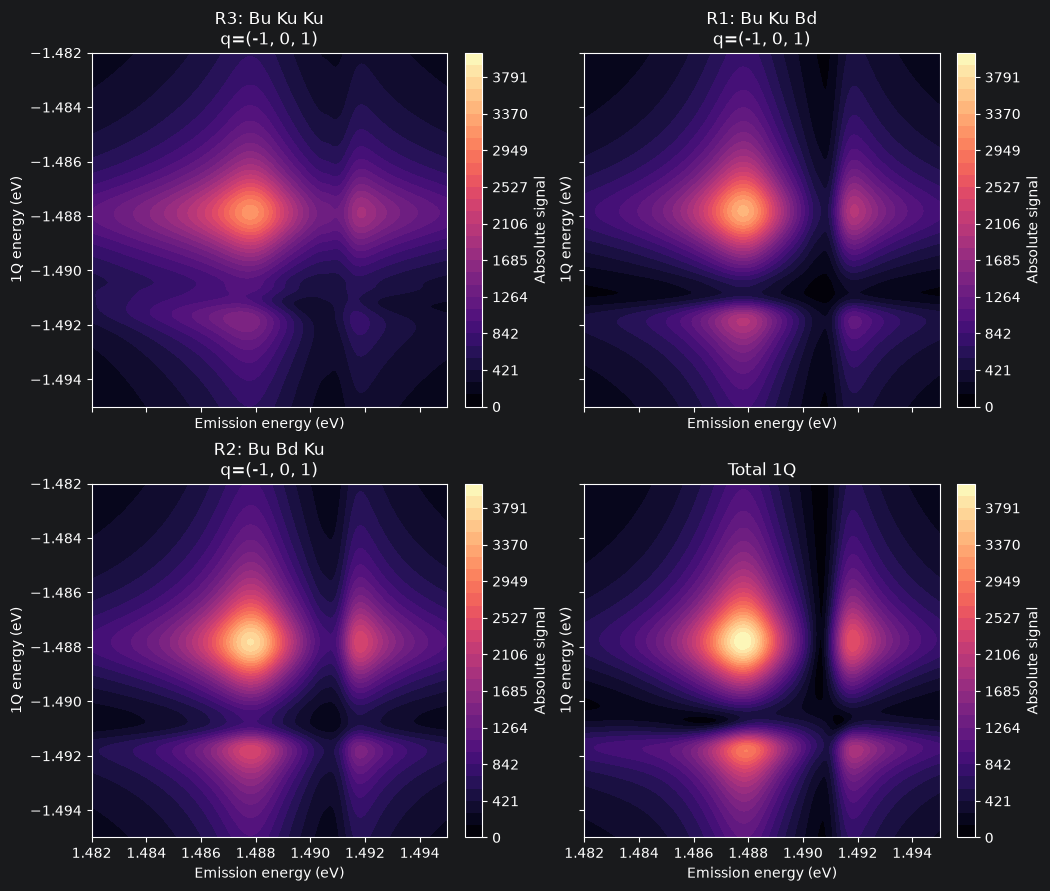 R3: Bu Ku Ku
q=(-1, 0, 1)
−1.482
−1.484
−1.486
−1.488
−1.490
−1.492
−1.494
1Q energy (eV)
Emission energy (eV)
3791
3370
2949
2527
2106
1685
1264
842
421
0
Absolute signal
R1: Bu Ku Bd
q=(-1, 0, 1)
1Q energy (eV)
Emission energy (eV)
3791
3370
2949
2527
2106
1685
1264
842
421
0
Absolute signal
R2: Bu Bd Ku
q=(-1, 0, 1)
−1.482
−1.484
−1.486
−1.488
−1.490
−1.492
−1.494
1Q energy (eV)
1.482 1.484 1.486 1.488 1.490 1.492 1.494
Emission energy (eV)
3791
3370
2949
2527
2106
1685
1264
842
421
0
Absolute signal
Total 1Q
1Q energy (eV)
1.482 1.484 1.486 1.488 1.490 1.492 1.494
Emission energy (eV)
3791
3370
2949
2527
2106
1685
1264
842
421
0
Absolute signal